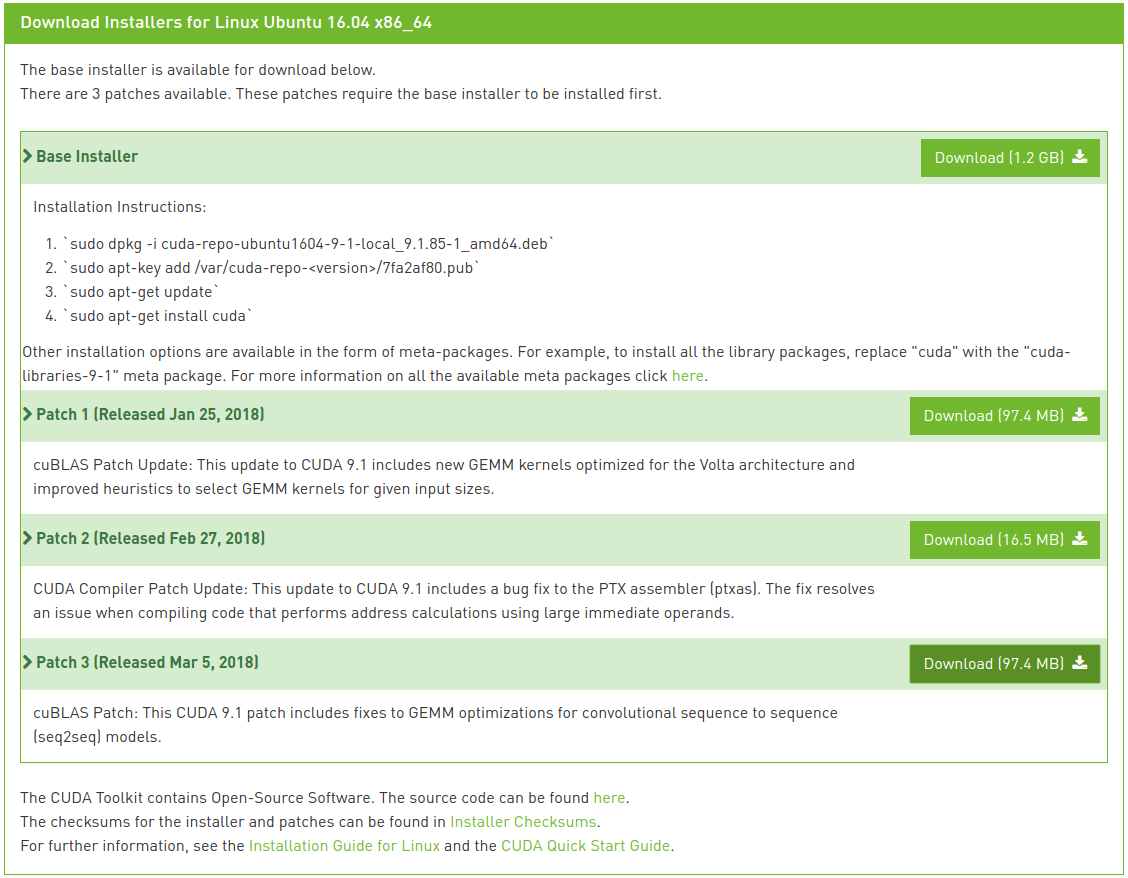 Download Installers for Linux Ubuntu 16.04 x86_64
The base installer is available for download below.
There are 3 patches available. These patches require the base installer to be installed first.
Base Installer
Download (1.2 GB)
Installation Instructions:
1. `sudo dpkg -i cuda-repo-ubuntu1604-9-1-local_9.1.85-1_amd64.deb`
2. `sudo apt-key add /var/cuda-repo-<version>/7fa2af80.pub`
3. `sudo apt-get update`
4. `sudo apt-get install cuda`
Other installation options are available in the form of meta-packages. For example, to install all the library packages, replace "cuda" with the "cuda-
libraries-9-1" meta package. For more information on all the available meta packages click here.
Patch 1 (Released Jan 25, 2018)
Download (97.4 MB)
cuBLAS Patch Update: This update to CUDA 9.1 includes new GEMM kernels optimized for the Volta architecture and
improved heuristics to select GEMM kernels for given input sizes.
Patch 2 (Released Feb 27, 2018)
Download (16.5 MB)
CUDA Compiler Patch Update: This update to CUDA 9.1 includes a bug fix to the PTX assembler (ptxas). The fix resolves
an issue when compiling code that performs address calculations using large immediate operands.
Patch 3 (Released Mar 5, 2018)
Download (97.4 MB)
cuBLAS Patch: This CUDA 9.1 patch includes fixes to GEMM optimizations for convolutional sequence to sequence
(seq2seq) models.
The CUDA Toolkit contains Open-Source Software. The source code can be found here.
The checksums for the installer and patches can be found in Installer Checksums.
For further information, see the Installation Guide for Linux and the CUDA Quick Start Guide.